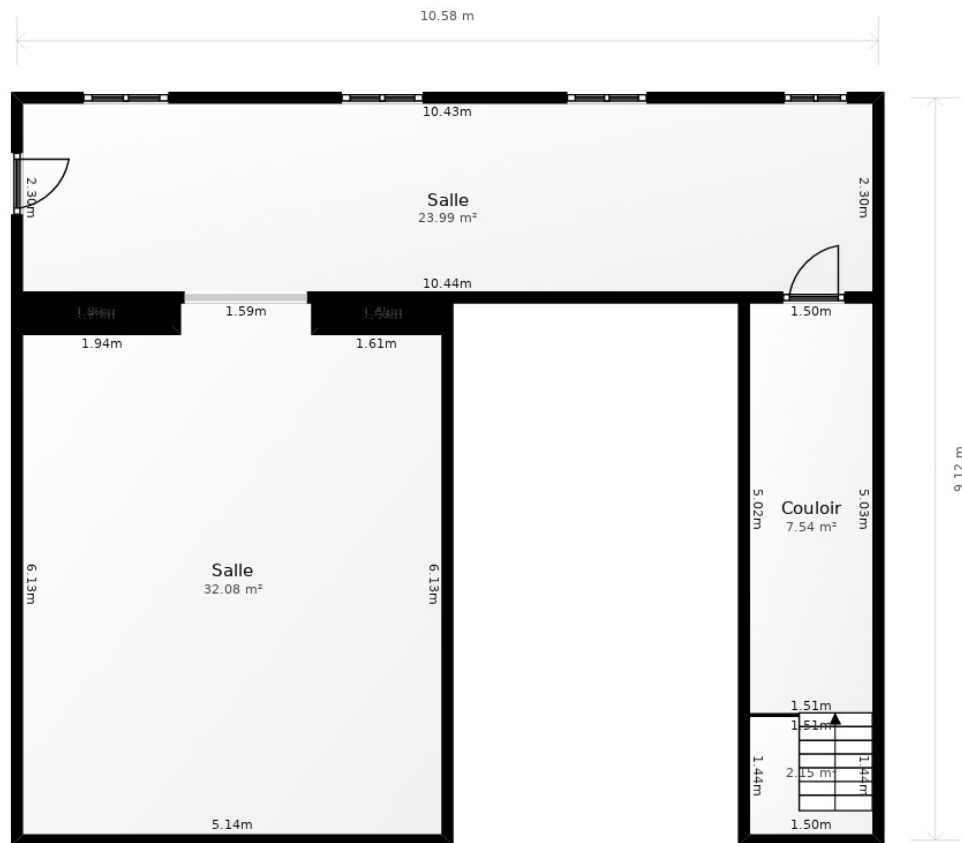 10.58 m
10.43m
2.30m
2.30m
Salle
23.99 m²
10.44m
1.59m
1.50m
1.94m
1.61m
9.12 m
5.02m
5.03m
Couloir
7.54 m²
Salle
32.08 m²
6.13m
6.13m
1.51m
1.51m
1.44m
2.15 m²
1.44m
5.14m
1.50m